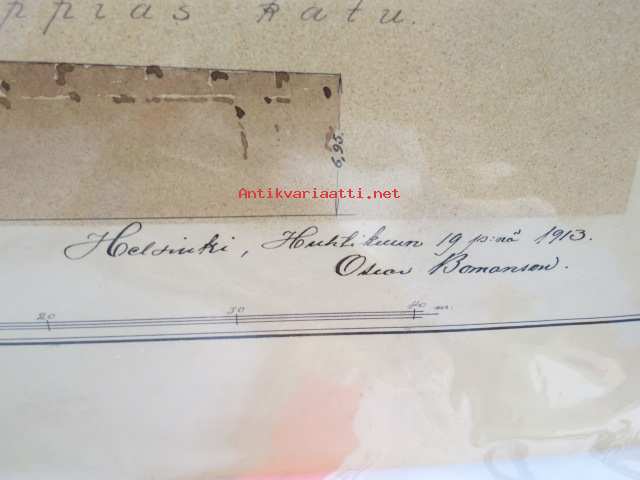 ppias katu.
6,95.
Antikvariaatti.net
Helsinki, Huhtikuun 19 p:nä 1913.
Oscar Bomanson.
20 30 40 m.